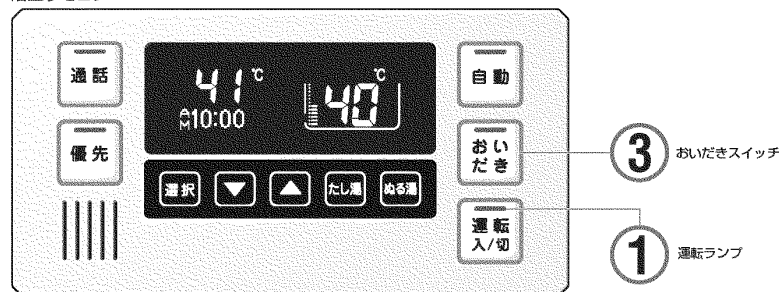 通話
優先
41℃
AM10:00
40℃
選択 ▼ ▲ たし湯 ぬる湯
自動
おい
だき
運転
入/切
③ おいだきスイッチ
① 運転ランプ